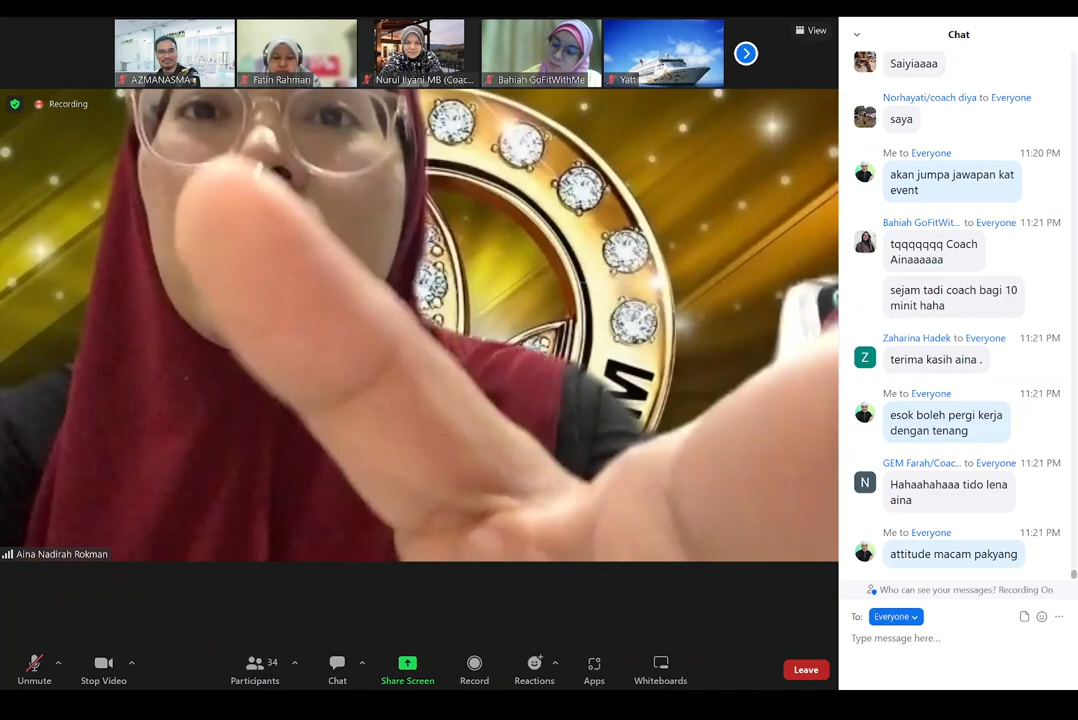 AZMANASMA...
Fatin Rahman
Nurul Ilyani MB (Coac...
Bahiah GoFitWithMe
Yatt
View
Recording
M
Aina Nadirah Rokman
Unmute
Stop Video
34
Participants
Chat
Share Screen
Record
Reactions
Apps
Whiteboards
Leave
Chat
Saiyiaaaa
Norhayati/coach diya to Everyone
saya
Me to Everyone 11:20 PM
akan jumpa jawapan kat
event
Bahiah GoFitWit... to Everyone 11:21 PM
tqqqqqqq Coach
Ainaaaaaa
sejam tadi coach bagi 10
minit haha
Z
Zaharina Hadek to Everyone 11:21 PM
terima kasih aina .
Me to Everyone 11:21 PM
esok boleh pergi kerja
dengan tenang
N
GEM Farah/Coac... to Everyone 11:21 PM
Hahaahahaaa tido lena
aina
Me to Everyone 11:21 PM
attitude macam pakyang
Who can see your messages? Recording On
To: Everyone
Type message here...